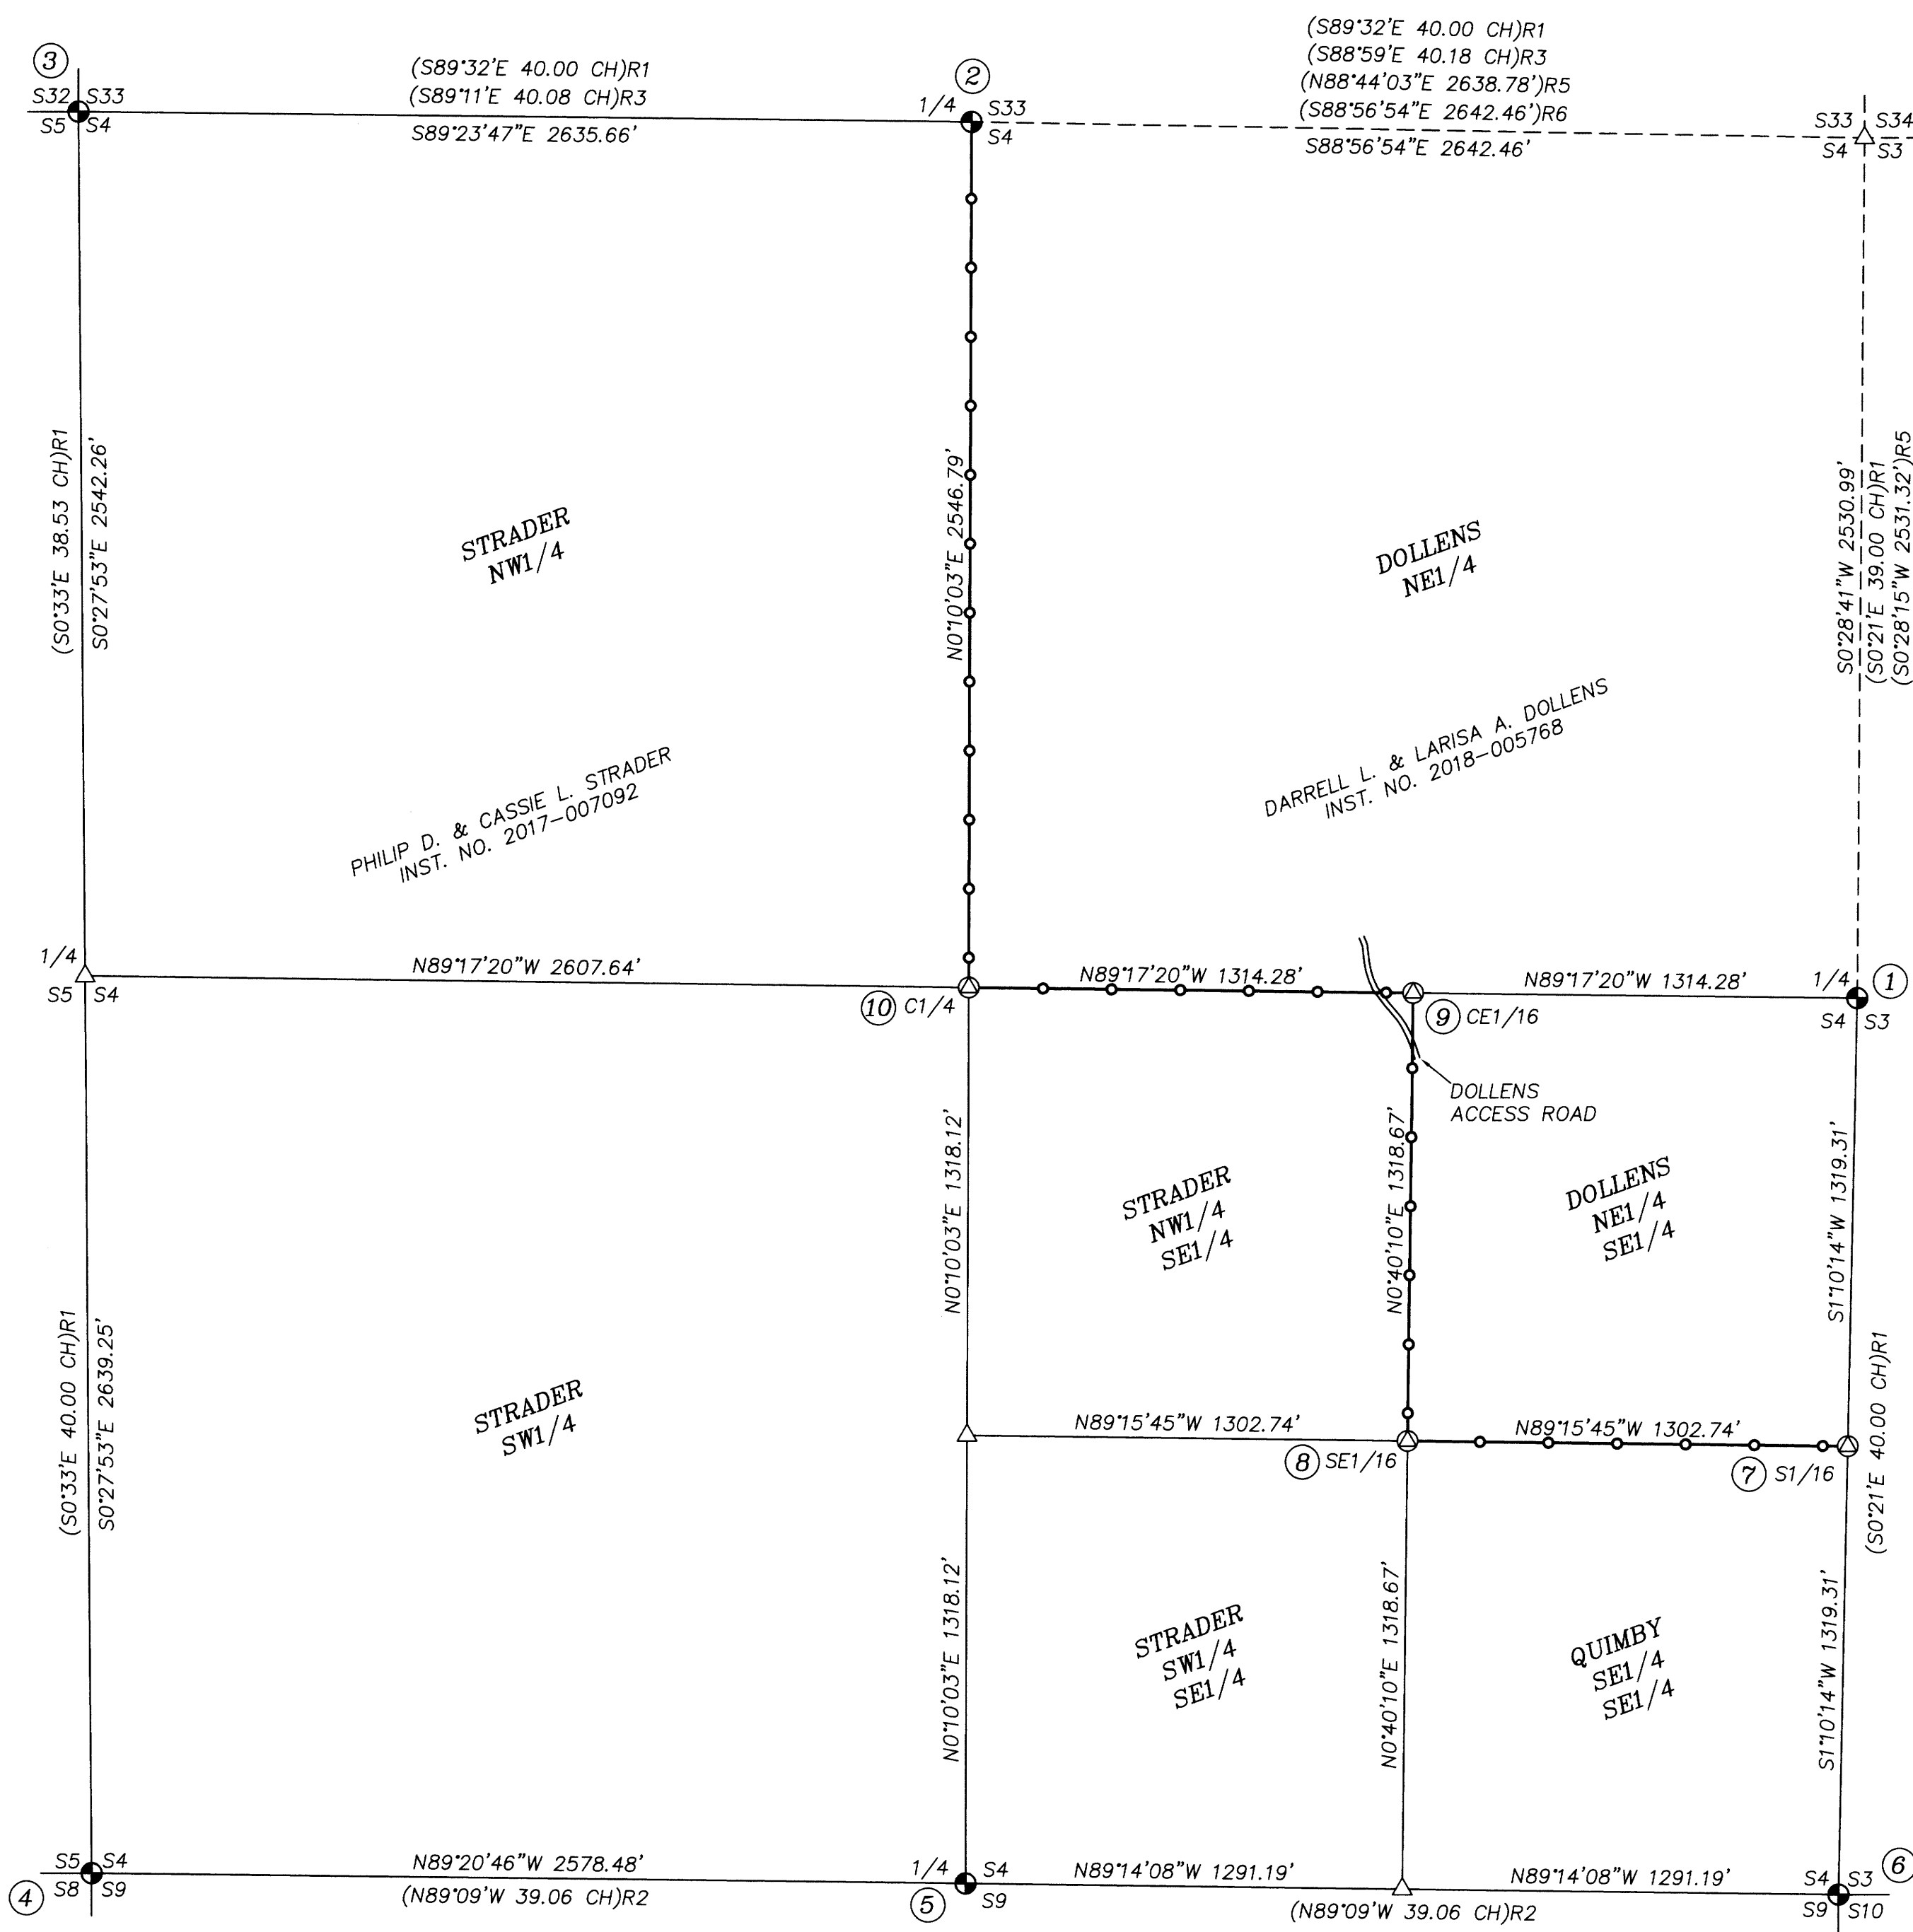 (S89°32'E 40.00 CH)R1
(S88°59'E 40.18 CH)R3
(N88°44'03"E 2638.78')R5
(S88°56'54"E 2642.46')R6
S88°56'54"E 2642.46'
(S89°32'E 40.00 CH)R1
(S89°11'E 40.08 CH)R3
S89°23'47"E 2635.66'
3
S32 S33
S5 S4
2
1/4 S33
S4
S33 S34
S4 S3
(S0°33'E 38.53 CH)R1
S0°27'53"E 2542.26'
STRADER
NW1/4
N0°10'03"E 2546.79'
DOLLENS
NE1/4
S0°28'41"W 2530.99'
(S0°21'E 39.00 CH)R1
(S0°28'15"W 2531.32')R5
PHILIP D. & CASSIE L. STRADER
INST. NO. 2017-007092
DARRELL L. & LARISA A. DOLLENS
INST. NO. 2018-005768
1/4
S5 S4
N89°17'20"W 2607.64'
10 C1/4
N89°17'20"W 1314.28'
9 CE1/16
N89°17'20"W 1314.28'
1/4 1
S4 S3
DOLLENS
ACCESS ROAD
N0°10'03"E 1318.12'
STRADER
NW1/4
SE1/4
N0°40'10"E 1318.67'
DOLLENS
NE1/4
SE1/4
S1°10'14"W 1319.31'
(S0°33'E 40.00 CH)R1
S0°27'53"E 2639.25'
STRADER
SW1/4
N89°15'45"W 1302.74'
8 SE1/16
N89°15'45"W 1302.74'
7 S1/16
(S0°21'E 40.00 CH)R1
N0°10'03"E 1318.12'
STRADER
SW1/4
SE1/4
N0°40'10"E 1318.67'
QUIMBY
SE1/4
SE1/4
S1°10'14"W 1319.31'
S5 S4
4 S8 S9
N89°20'46"W 2578.48'
(N89°09'W 39.06 CH)R2
1/4 S4
5 S9
N89°14'08"W 1291.19'
(N89°09'W 39.06 CH)R2
N89°14'08"W 1291.19'
S4 S3 6
S9 S10